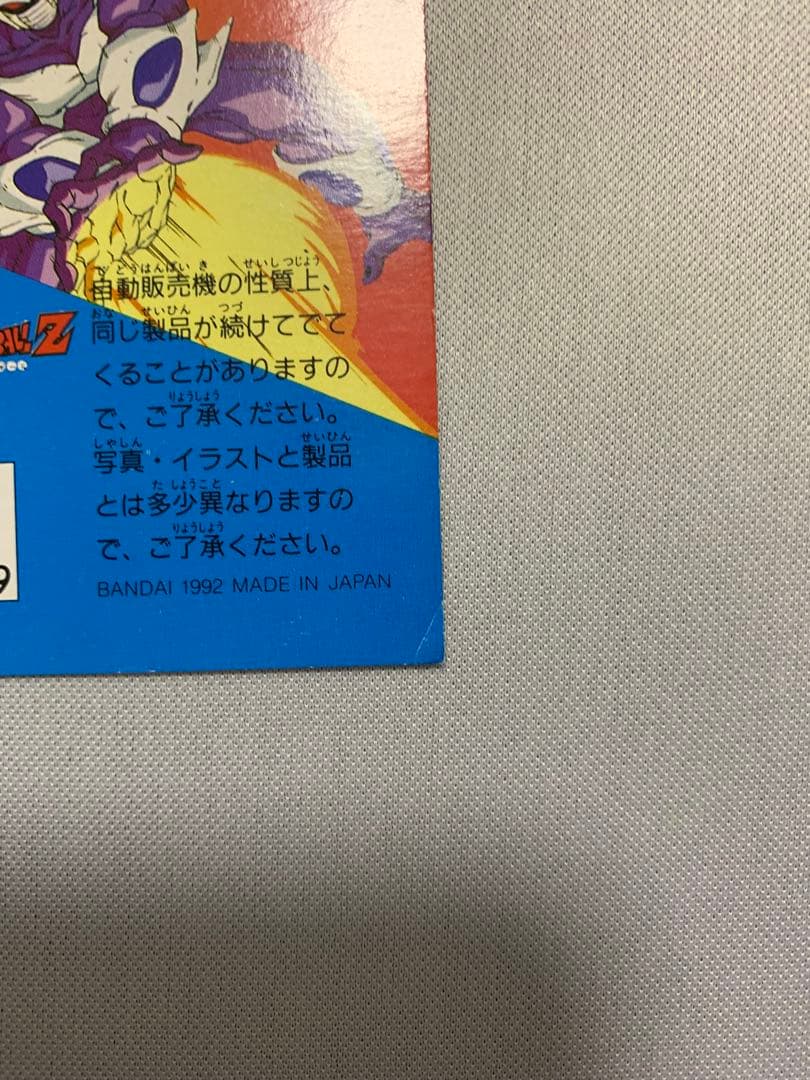 自動販売機の性質上、
同じ製品が続けてでて
くることがありますの
で、ご了承ください。
写真・イラストと製品
とは多少異なりますの
で、ご了承ください。
BANDAI 1992 MADE IN JAPAN
Z
9